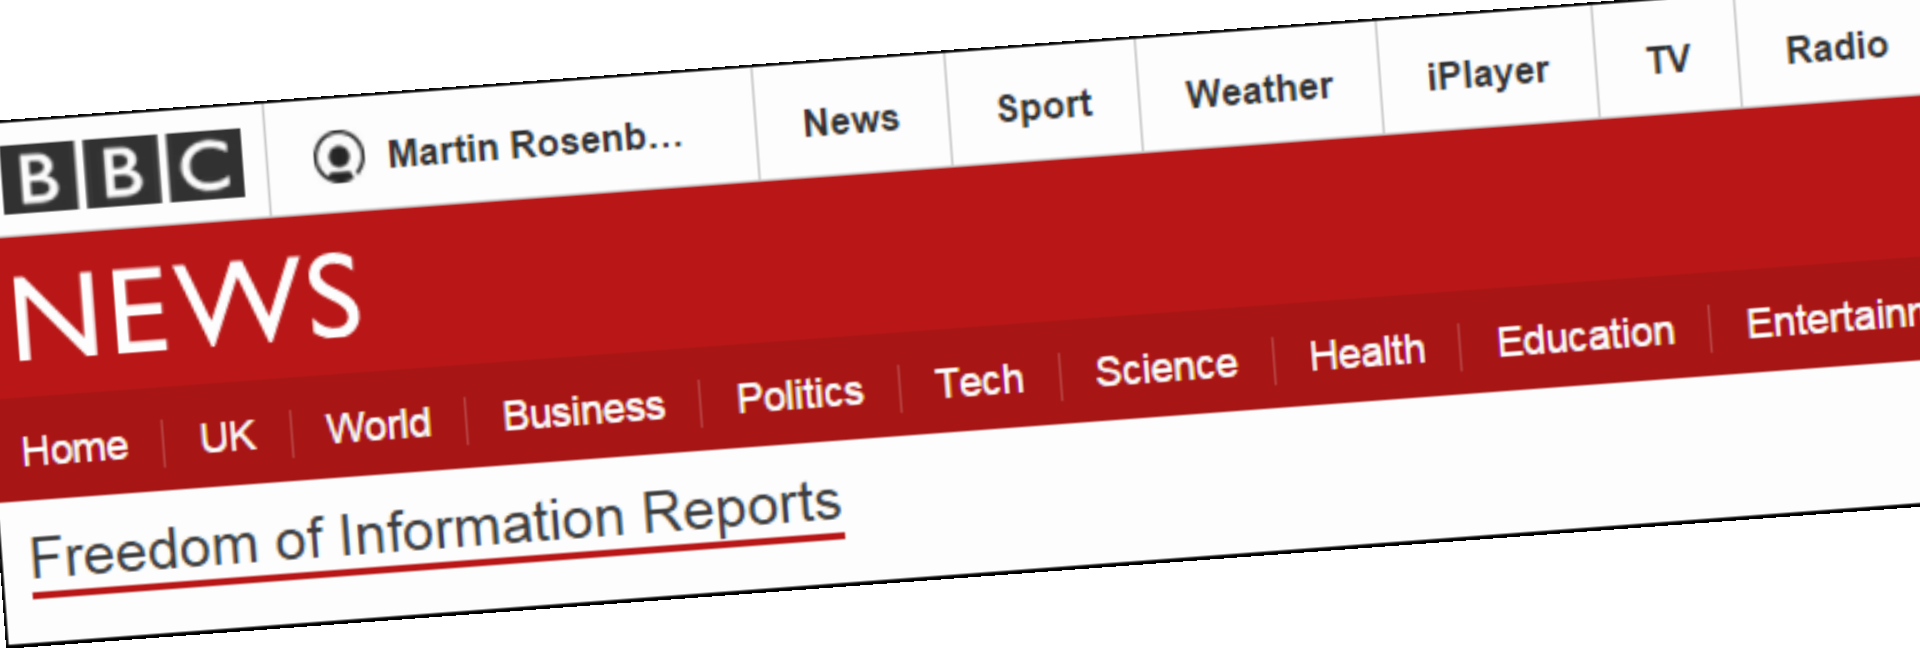 BBC Martin Rosenb... News Sport Weather iPlayer TV Radio
NEWS
Home UK World Business Politics Tech Science Health Education
Freedom of Information Reports